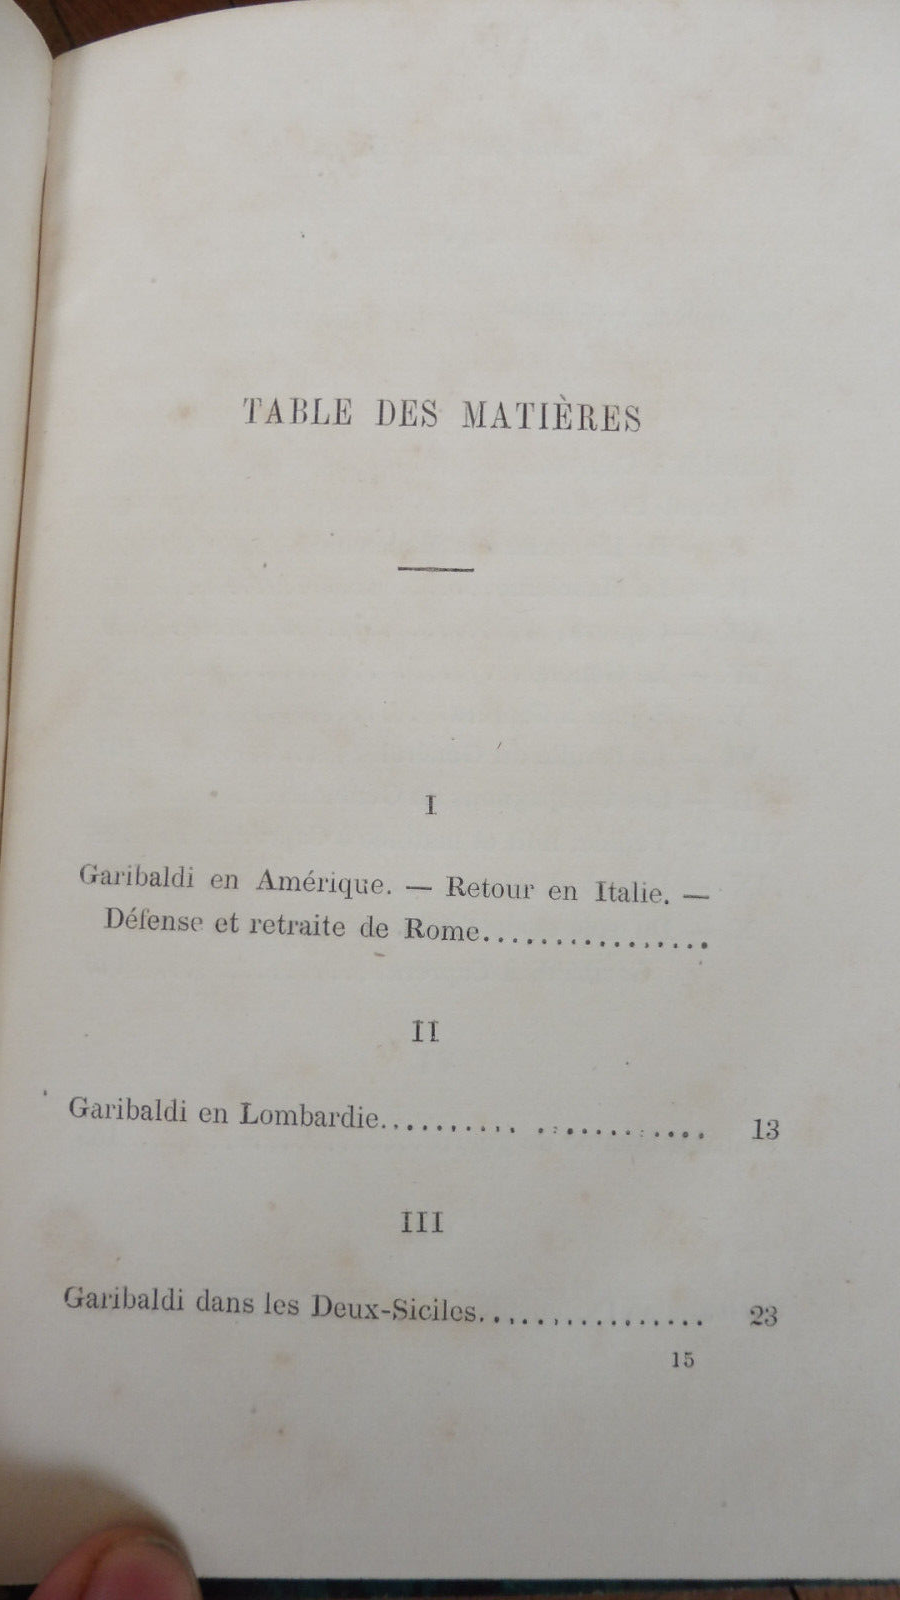 TABLE DES MATIÈRES
I
Garibaldi en Amérique. — Retour en Italie. —
Défense et retraite de Rome................
II
Garibaldi en Lombardie...................... 13
III
Garibaldi dans les Deux-Siciles................ 23
15